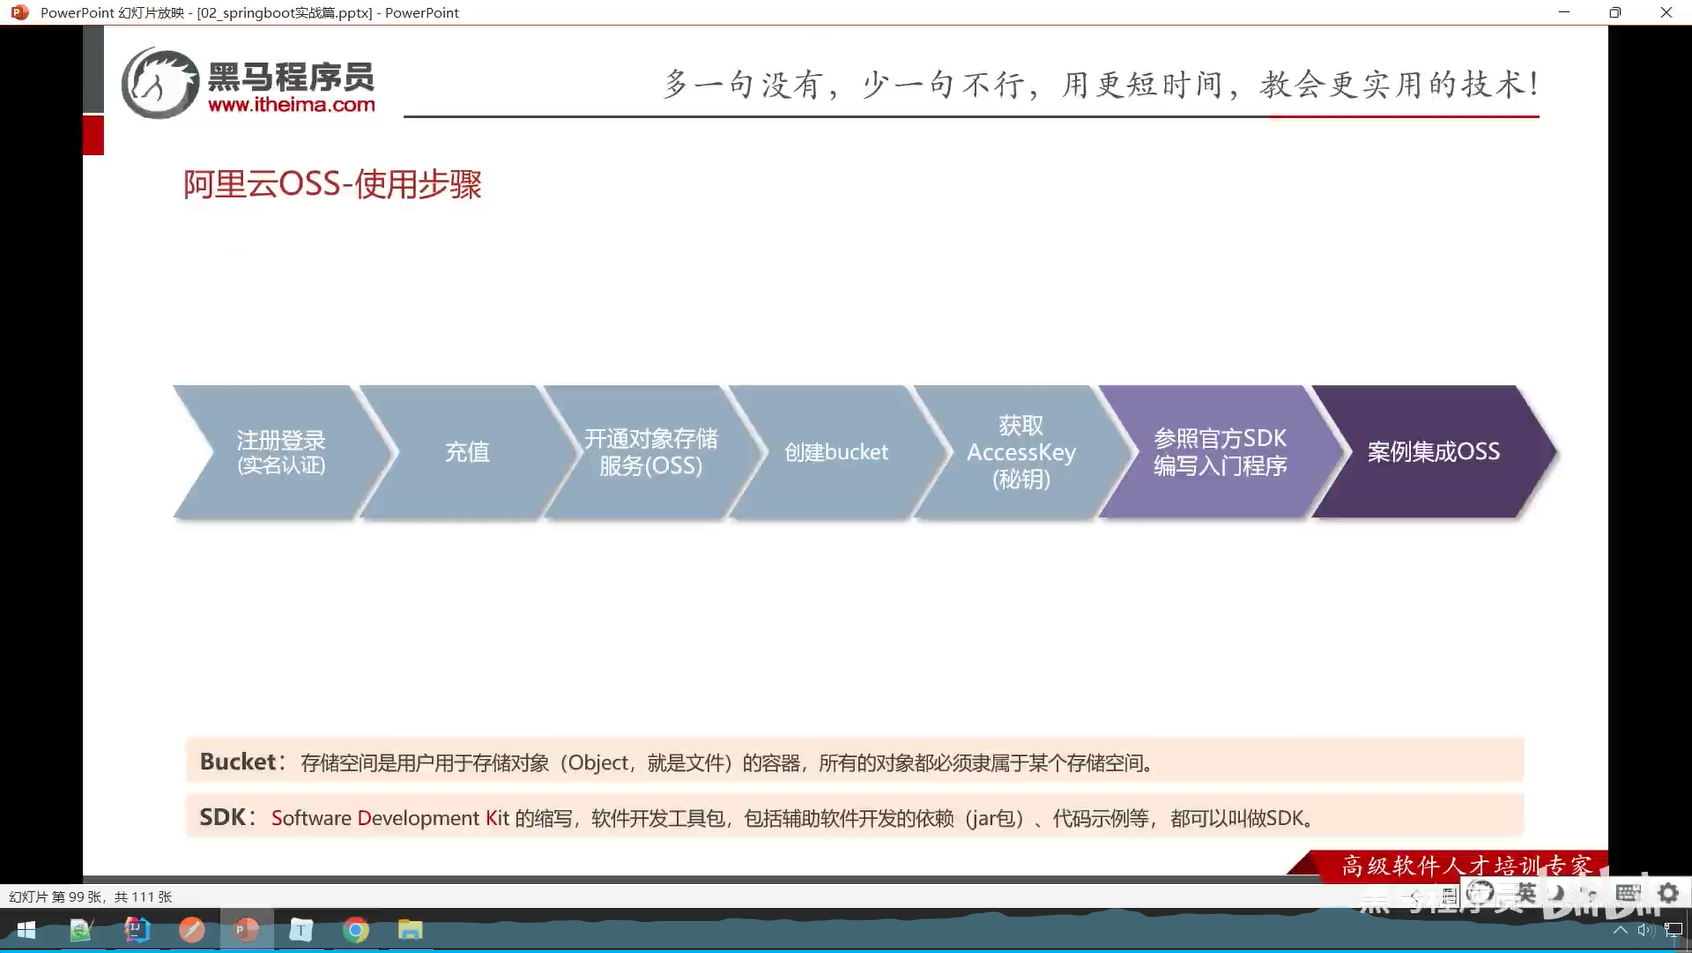 PowerPoint 幻灯片放映 - [02_springboot实战篇.pptx] - PowerPoint
黑马程序员
www.itheima.com
多一句没有，少一句不行，用更短时间，教会更实用的技术！
阿里云OSS-使用步骤
注册登录
(实名认证)
充值
开通对象存储
服务(OSS)
创建bucket
获取
AccessKey
(秘钥)
参照官方SDK
编写入门程序
案例集成OSS
Bucket：存储空间是用户用于存储对象（Object，就是文件）的容器，所有的对象都必须隶属于某个存储空间。
SDK：Software Development Kit 的缩写，软件开发工具包，包括辅助软件开发的依赖（jar包）、代码示例等，都可以叫做SDK。
高级软件人才培训专家
幻灯片 第 99 张，共 111 张
黑马程序员
英
bilibili